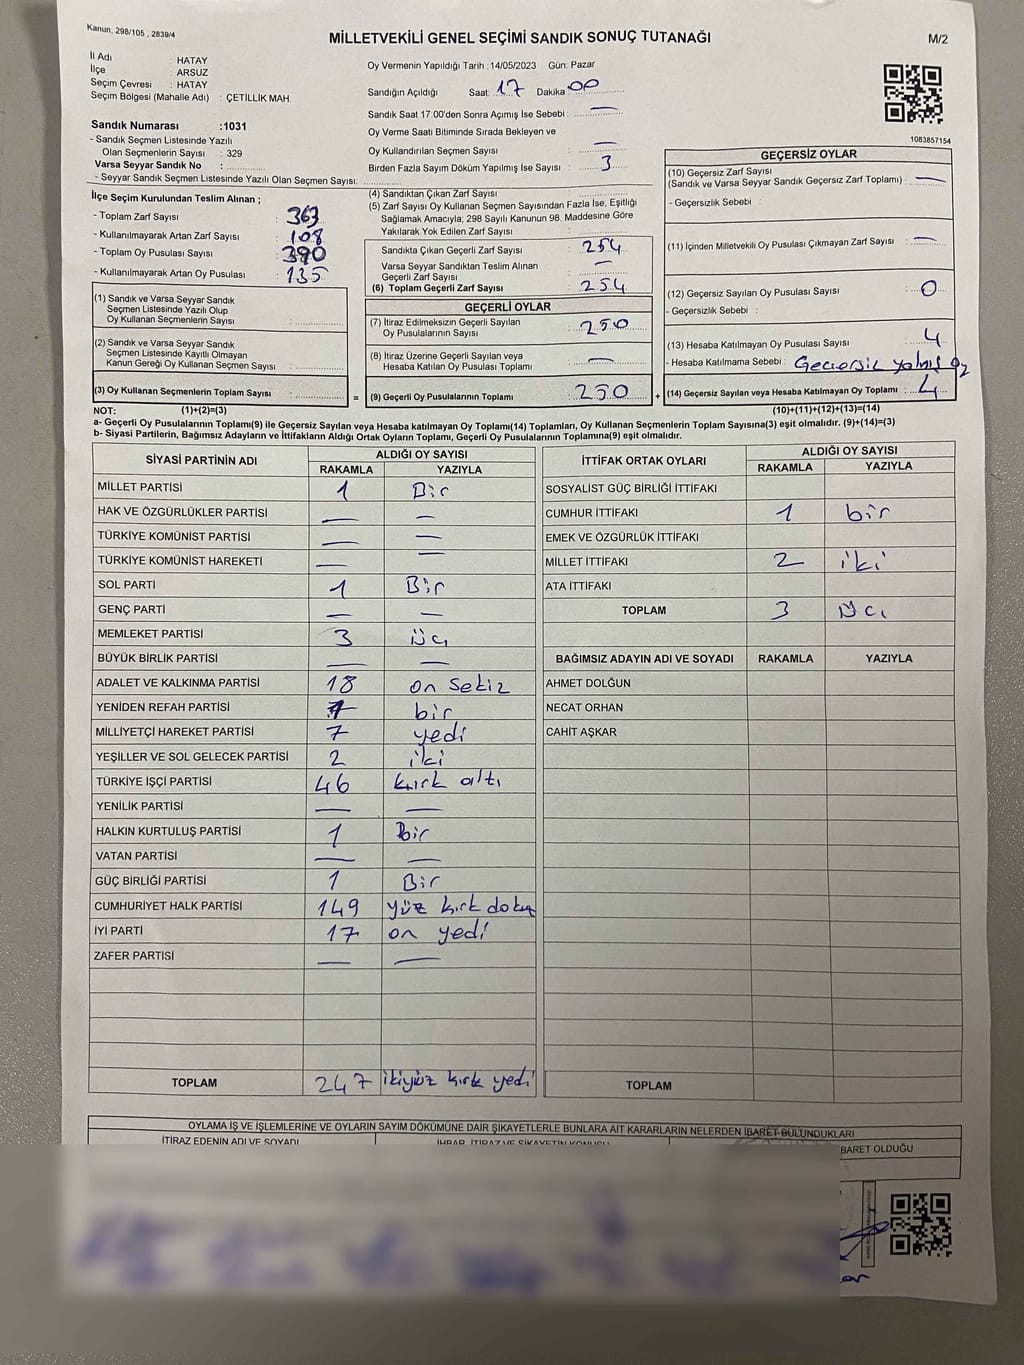 Kanun, 298/105 , 2839/4
MİLLETVEKİLİ GENEL SEÇİMİ SANDIK SONUÇ TUTANAĞI
M/2
İl Adı : HATAY
İlçe : ARSUZ
Seçim Çevresi : HATAY
Seçim Bölgesi (Mahalle Adı) : ÇETİLLİK MAH.
Sandık Numarası :1031
- Sandık Seçmen Listesinde Yazılı
Olan Seçmenlerin Sayısı : 329
Varsa Seyyar Sandık No :
- Seyyar Sandık Seçmen Listesinde Yazılı Olan Seçmen Sayısı:
Oy Vermenin Yapıldığı Tarih : 14/05/2023 Gün: Pazar
Sandığın Açıldığı Saat: 17 Dakika: 00
Sandık Saat 17:00'den Sonra Açımış İse Sebebi : —
Oy Verme Saati Bitiminde Sırada Bekleyen ve
Oy Kullandırılan Seçmen Sayısı : —
Birden Fazla Sayım Döküm Yapılmış İse Sayısı : 3
1083857154
İlçe Seçim Kurulundan Teslim Alınan ;
- Toplam Zarf Sayısı : 363
- Kullanılmayarak Artan Zarf Sayısı : 108
- Toplam Oy Pusulası Sayısı : 390
- Kullanılmayarak Artan Oy Pusulası : 135
(4) Sandıktan Çıkan Zarf Sayısı :
(5) Zarf Sayısı Oy Kullanan Seçmen Sayısından Fazla İse, Eşitliği
Sağlamak Amacıyla; 298 Sayılı Kanunun 98. Maddesine Göre
Yakılarak Yok Edilen Zarf Sayısı :
Sandıkta Çıkan Geçerli Zarf Sayısı : 254
Varsa Seyyar Sandıktan Teslim Alınan
Geçerli Zarf Sayısı : —
(6) Toplam Geçerli Zarf Sayısı : 254
GEÇERLİ OYLAR
(7) İtiraz Edilmeksizin Geçerli Sayılan
Oy Pusulalarının Sayısı : 250
(8) İtiraz Üzerine Geçerli Sayılan veya
Hesaba Katılan Oy Pusulası Toplamı : —
(9) Geçerli Oy Pusulalarının Toplamı : 250
GEÇERSİZ OYLAR
(10) Geçersiz Zarf Sayısı
(Sandık ve Varsa Seyyar Sandık Geçersiz Zarf Toplamı) : —
- Geçersizlik Sebebi :
(11) İçinden Milletvekili Oy Pusulası Çıkmayan Zarf Sayısı : —
(12) Geçersiz Sayılan Oy Pusulası Sayısı : 0
- Geçersizlik Sebebi :
(13) Hesaba Katılmayan Oy Pusulası Sayısı : 4
- Hesaba Katılmama Sebebi : Geçersiz yalnış oy
(14) Geçersiz Sayılan veya Hesaba Katılmayan Oy Toplamı : 4
(1) Sandık ve Varsa Seyyar Sandık
Seçmen Listesinde Yazılı Olup
Oy Kullanan Seçmenlerin Sayısı :
(2) Sandık ve Varsa Seyyar Sandık
Seçmen Listesinde Kayıtlı Olmayan
Kanun Gereği Oy Kullanan Seçmen Sayısı :
(3) Oy Kullanan Seçmenlerin Toplam Sayısı :
= +
NOT: (1)+(2)=(3) (10)+(11)+(12)+(13)=(14)
a- Geçerli Oy Pusulalarının Toplamı(9) ile Geçersiz Sayılan veya Hesaba katılmayan Oy Toplamı(14) Toplamları, Oy Kullanan Seçmenlerin Toplam Sayısına(3) eşit olmalıdır. (9)+(14)=(3)
b- Siyasi Partilerin, Bağımsız Adayların ve İttifakların Aldığı Ortak Oyların Toplamı, Geçerli Oy Pusulalarının Toplamına(9) eşit olmalıdır.
SİYASİ PARTİNİN ADI ALDIĞI OY SAYISI
RAKAMLA YAZIYLA
MİLLET PARTİSİ 1 Bir
HAK VE ÖZGÜRLÜKLER PARTİSİ — —
TÜRKİYE KOMÜNİST PARTİSİ — —
TÜRKİYE KOMÜNİST HAREKETİ — —
SOL PARTİ 1 Bir
GENÇ PARTİ — —
MEMLEKET PARTİSİ 3 üç
BÜYÜK BİRLİK PARTİSİ — —
ADALET VE KALKINMA PARTİSİ 18 on sekiz
YENİDEN REFAH PARTİSİ 1 bir
MİLLİYETÇİ HAREKET PARTİSİ 7 yedi
YEŞİLLER VE SOL GELECEK PARTİSİ 2 iki
TÜRKİYE İŞÇİ PARTİSİ 46 kırk altı
YENİLİK PARTİSİ — —
HALKIN KURTULUŞ PARTİSİ 1 Bir
VATAN PARTİSİ — —
GÜÇ BİRLİĞİ PARTİSİ 1 Bir
CUMHURİYET HALK PARTİSİ 149 yüz kırk dokuz
İYİ PARTİ 17 on yedi
ZAFER PARTİSİ — —
TOPLAM 247 ikiyüz kırk yedi
İTTİFAK ORTAK OYLARI ALDIĞI OY SAYISI
RAKAMLA YAZIYLA
SOSYALİST GÜÇ BİRLİĞİ İTTİFAKI
CUMHUR İTTİFAKI 1 bir
EMEK VE ÖZGÜRLÜK İTTİFAKI
MİLLET İTTİFAKI 2 iki
ATA İTTİFAKI
TOPLAM 3 üç
BAĞIMSIZ ADAYIN ADI VE SOYADI RAKAMLA YAZIYLA
AHMET DOLĞUN
NECAT ORHAN
CAHİT AŞKAR
TOPLAM
OYLAMA İŞ VE İŞLEMLERİNE VE OYLARIN SAYIM DÖKÜMÜNE DAİR ŞİKAYETLERLE BUNLARA AİT KARARLARIN NELERDEN İBARET BULUNDUKLARI
İTİRAZ EDENİN ADI VE SOYADI İHBAR, İTİRAZ VE ŞİKAYETİN KONUSU BARET OLDUĞU